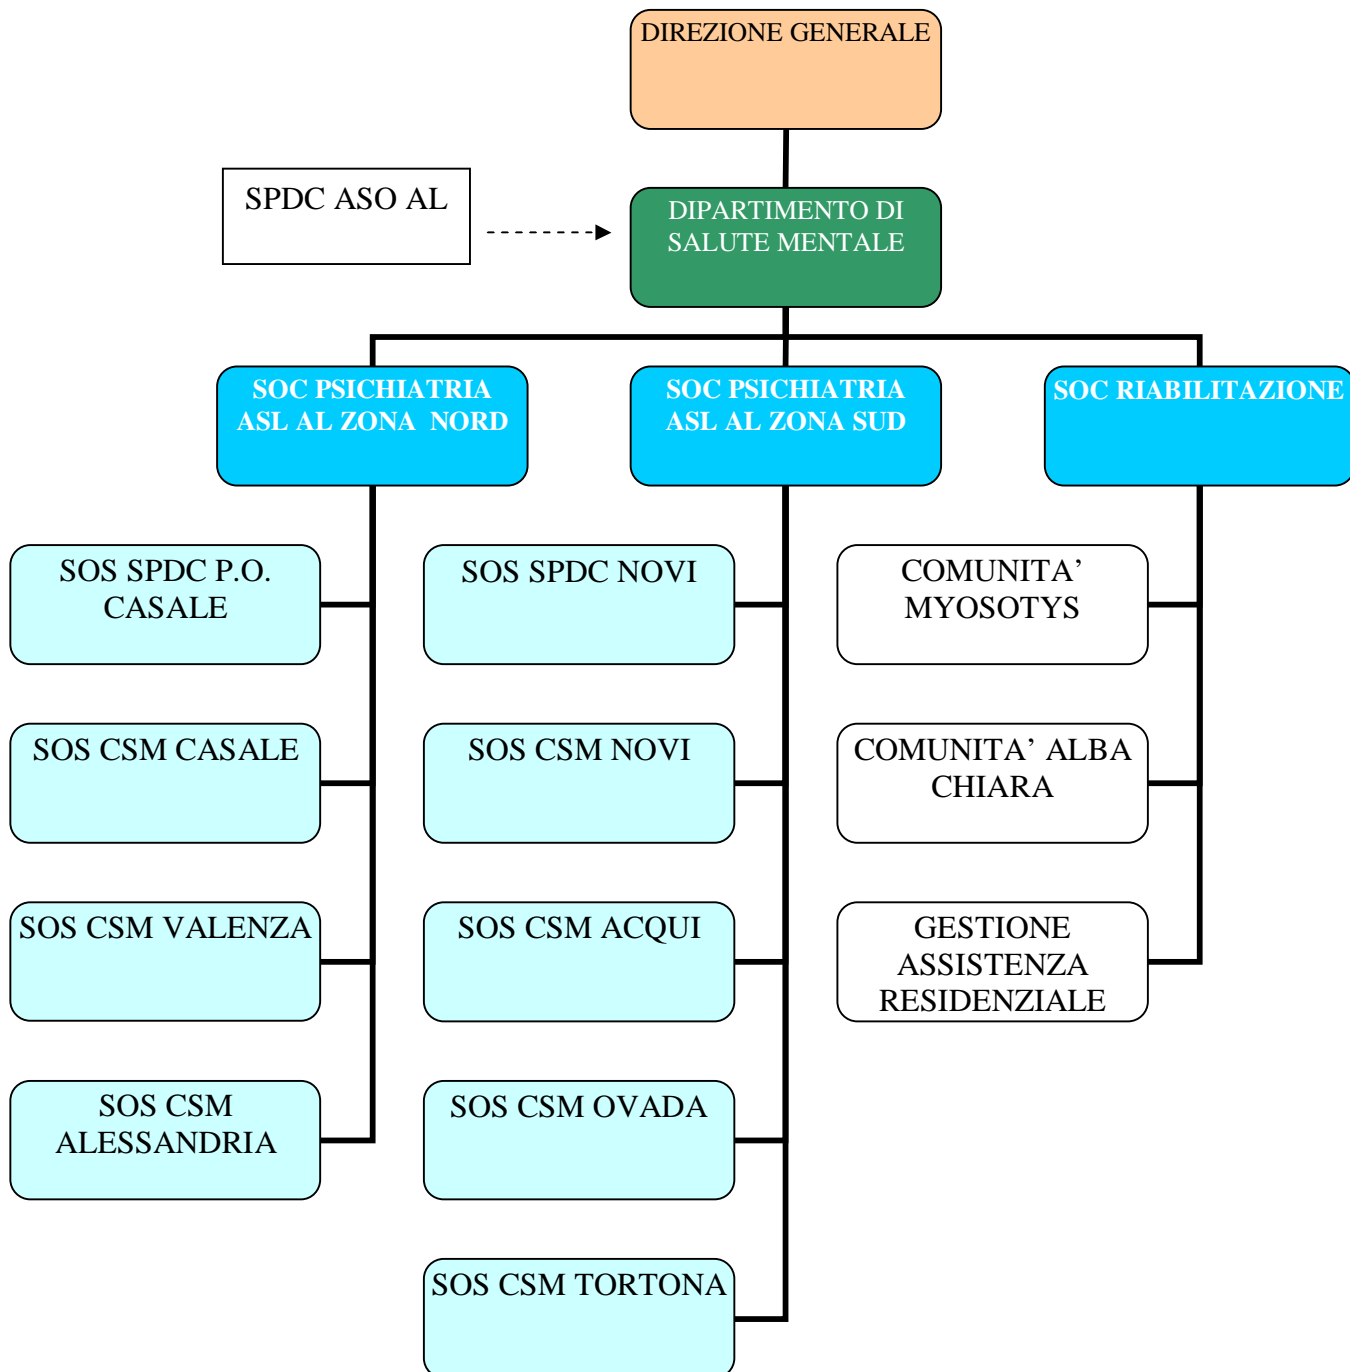 DIREZIONE GENERALE
SPDC ASO AL
DIPARTIMENTO DI
SALUTE MENTALE
SOC PSICHIATRIA
ASL AL ZONA NORD
SOC PSICHIATRIA
ASL AL ZONA SUD
SOC RIABILITAZIONE
SOS SPDC P.O.
CASALE
SOS SPDC NOVI
COMUNITA’
MYOSOTYS
SOS CSM CASALE
SOS CSM NOVI
COMUNITA’ ALBA
CHIARA
SOS CSM VALENZA
SOS CSM ACQUI
GESTIONE
ASSISTENZA
RESIDENZIALE
SOS CSM
ALESSANDRIA
SOS CSM OVADA
SOS CSM TORTONA